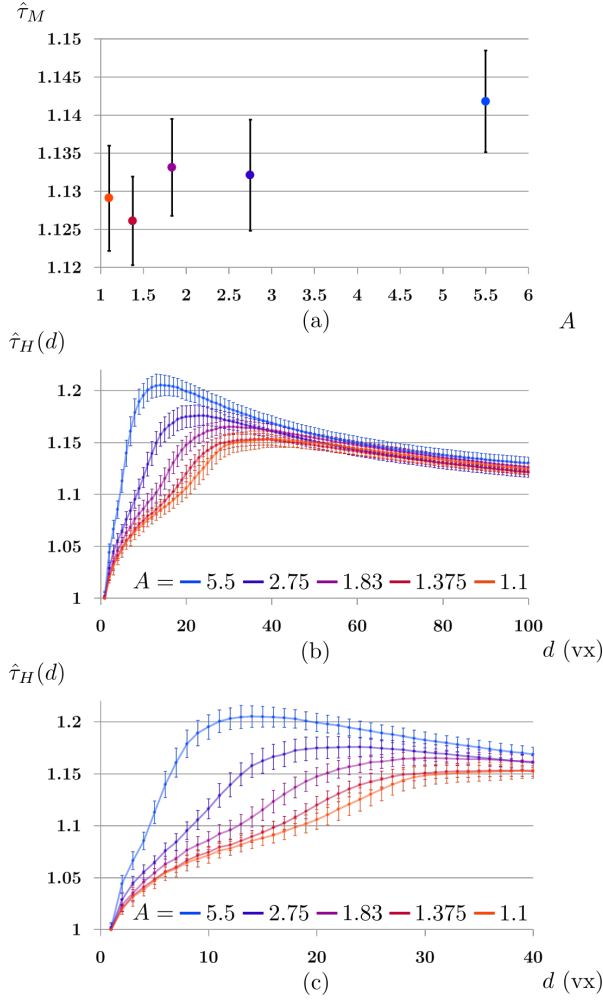 τ̂_M
1.15
1.145
1.14
1.135
1.13
1.125
1.12
1 1.5 2 2.5 3 3.5 4 4.5 5 5.5 6
(a) A
τ̂_H(d)
1.2
1.15
1.1
1.05
A = 5.5 2.75 1.83 1.375 1.1
1
0 20 40 60 80 100
(b) d (vx)
τ̂_H(d)
1.2
1.15
1.1
1.05
A = 5.5 2.75 1.83 1.375 1.1
1
0 10 20 30 40
(c) d (vx)